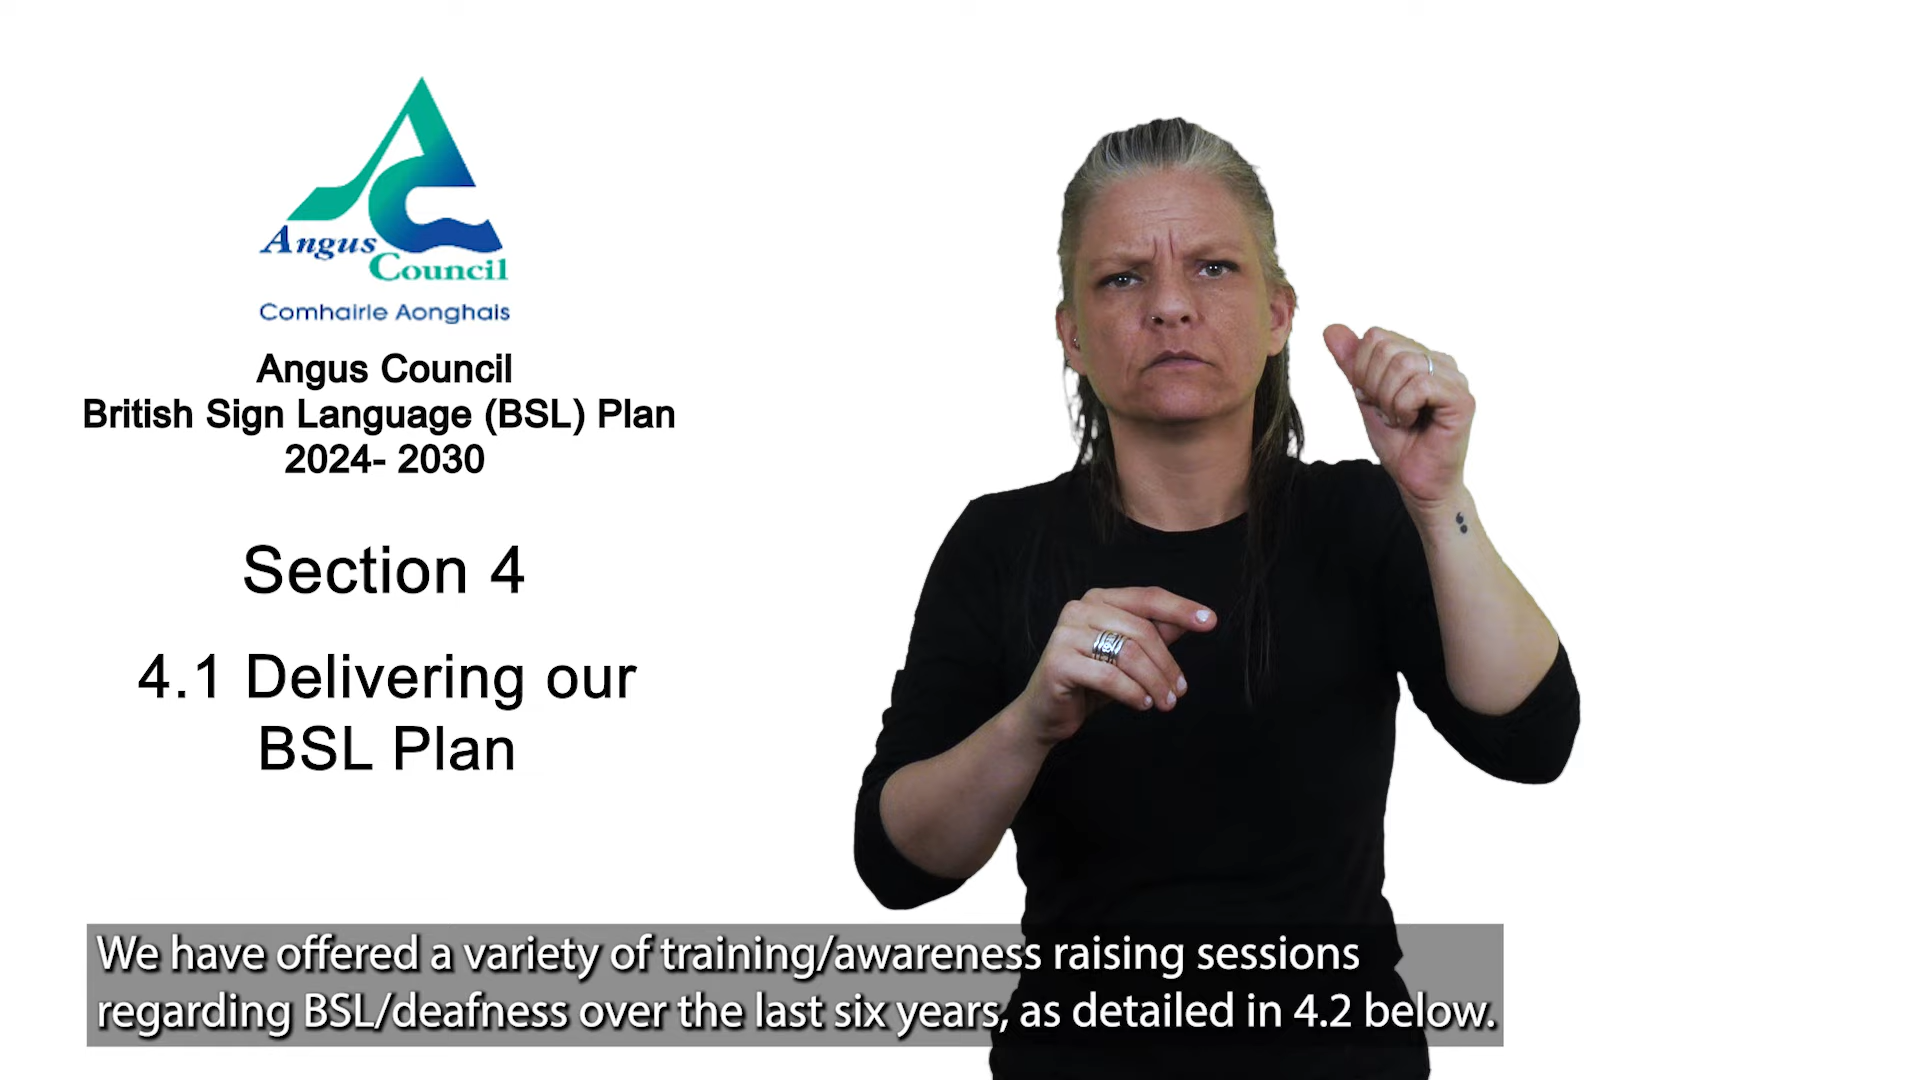 Angus
Council
Comhairle Aonghais
Angus Council
British Sign Language (BSL) Plan
2024- 2030
Section 4
4.1 Delivering our
BSL Plan
We have offered a variety of training/awareness raising sessions
regarding BSL/deafness over the last six years, as detailed in 4.2 below.